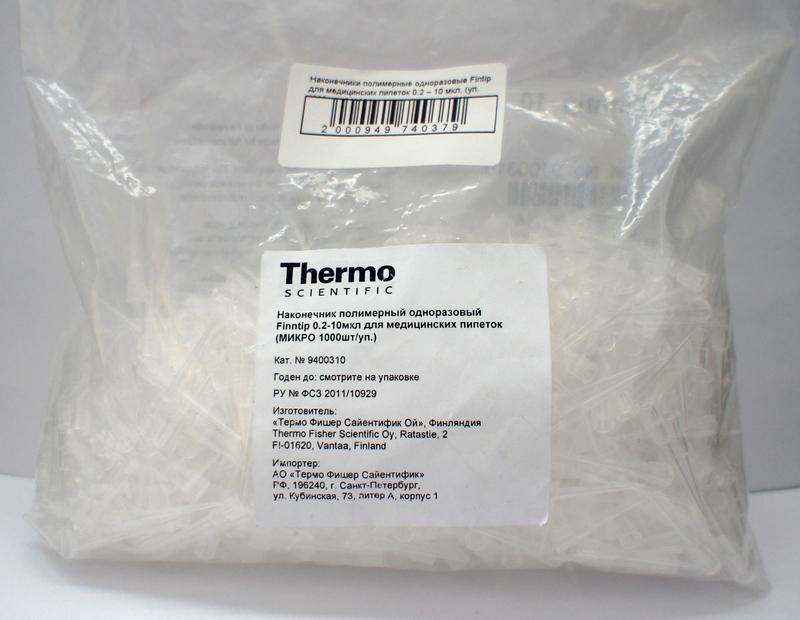 Наконечники полимерные одноразовые Fintip
для медицинских пипеток 0.2 – 10 мкл. (уп.
2 000949 740379
Thermo
SCIENTIFIC
Наконечник полимерный одноразовый
Finntip 0.2-10мкл для медицинских пипеток
(МИКРО 1000шт/уп.)
Кат. № 9400310
Годен до: смотрите на упаковке
РУ № ФСЗ 2011/10929
Изготовитель:
«Термо Фишер Сайентифик Ой», Финляндия
Thermo Fisher Scientific Oy, Ratastie, 2
FI-01620, Vantaa, Finland
Импортер:
АО «Термо Фишер Сайентифик»
РФ, 196240, г. Санкт-Петербург,
ул. Кубинская, 73, литер А, корпус 1